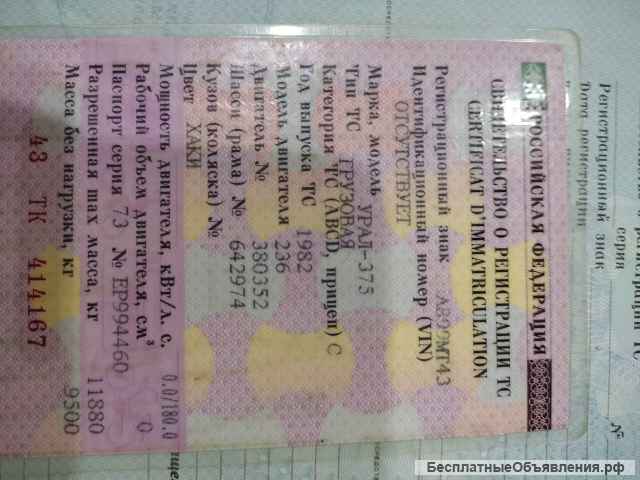 РОССИЙСКАЯ ФЕДЕРАЦИЯ
СВИДЕТЕЛЬСТВО О РЕГИСТРАЦИИ ТС
CERTIFICAT D'IMMATRICULATION
Регистрационный знак А809МТ43
Идентификационный номер (VIN)
ОТСУТСТВУЕТ
Марка, модель УРАЛ-375
Тип ТС ГРУЗОВАЯ
Категория ТС (ABCD, прицеп) С
Год выпуска ТС 1982
Модель двигателя 236
Двигатель № 380352
Шасси (рама) № 642974
Кузов (коляска) №
Цвет ХАКИ
Мощность двигателя, кВт/л. с. 0.0/180.0
Рабочий объем двигателя, см³ 0
Паспорт серия 73 № ЕР994460
Разрешенная max масса, кг 11880
Масса без нагрузки, кг 9500
43 ТК 414167
Регистрационный знак
Дата регистрации
серия
№
БесплатныеОбъявления.рф